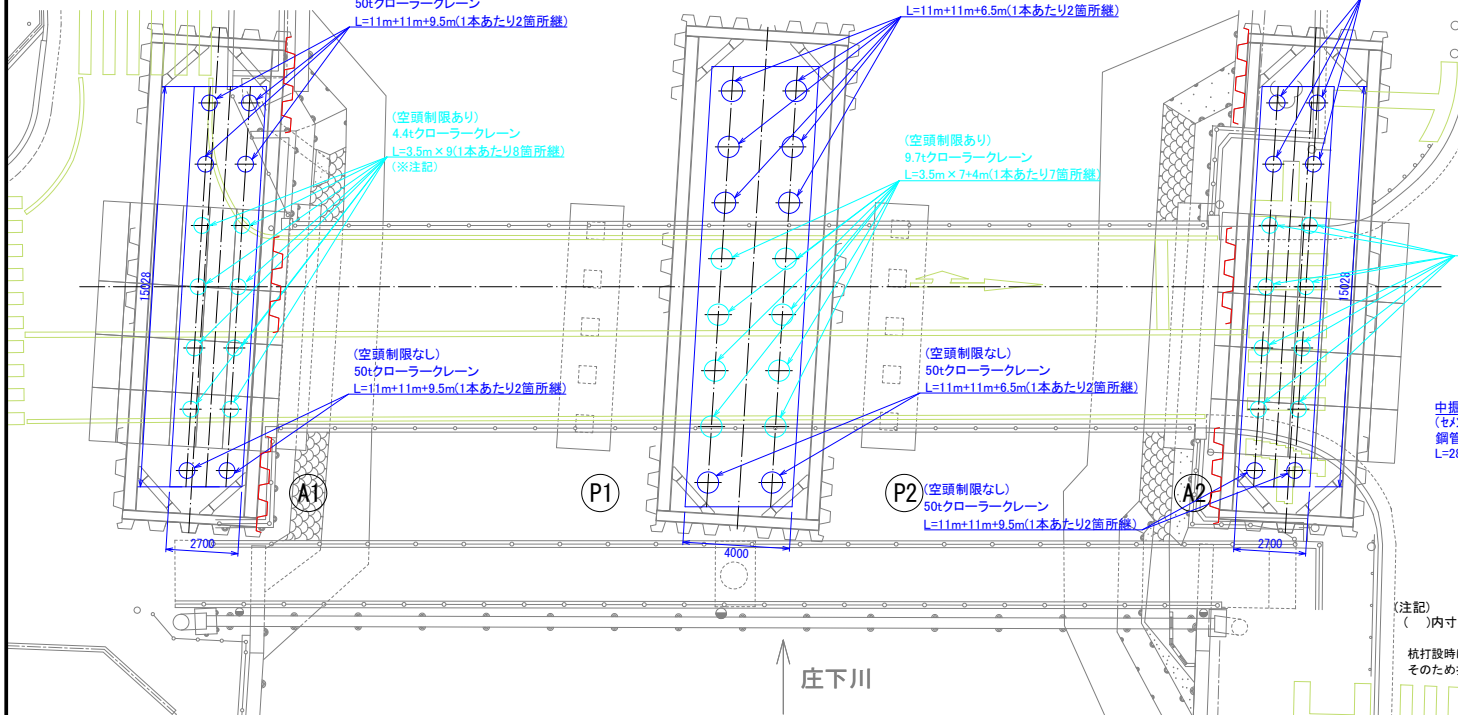 50tクローラークレーン
L=11m+11m+9.5m(1本あたり2箇所継)
L=11m+11m+6.5m(1本あたり2箇所継)
(空頭制限あり)
4.4tクローラークレーン
L=3.5m×9(1本あたり8箇所継)
(※注記)
(空頭制限あり)
9.7tクローラークレーン
L=3.5m×7+4m(1本あたり7箇所継)
15028
15028
(空頭制限なし)
50tクローラークレーン
L=11m+11m+9.5m(1本あたり2箇所継)
(空頭制限なし)
50tクローラークレーン
L=11m+11m+6.5m(1本あたり2箇所継)
中掘
(セメ
鋼管
L=28
A1
P1
P2
A2
(空頭制限なし)
50tクローラークレーン
L=11m+11m+9.5m(1本あたり2箇所継)
2700
4000
2700
(注記)
( )内寸
杭打設時
そのため
庄下川